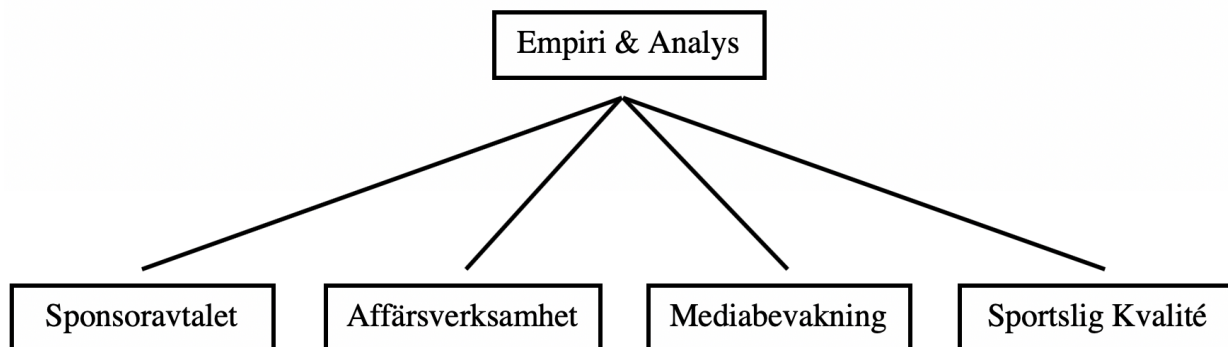 Empiri & Analys
Sponsoravtalet
Affärsverksamhet
Mediabevakning
Sportslig Kvalité